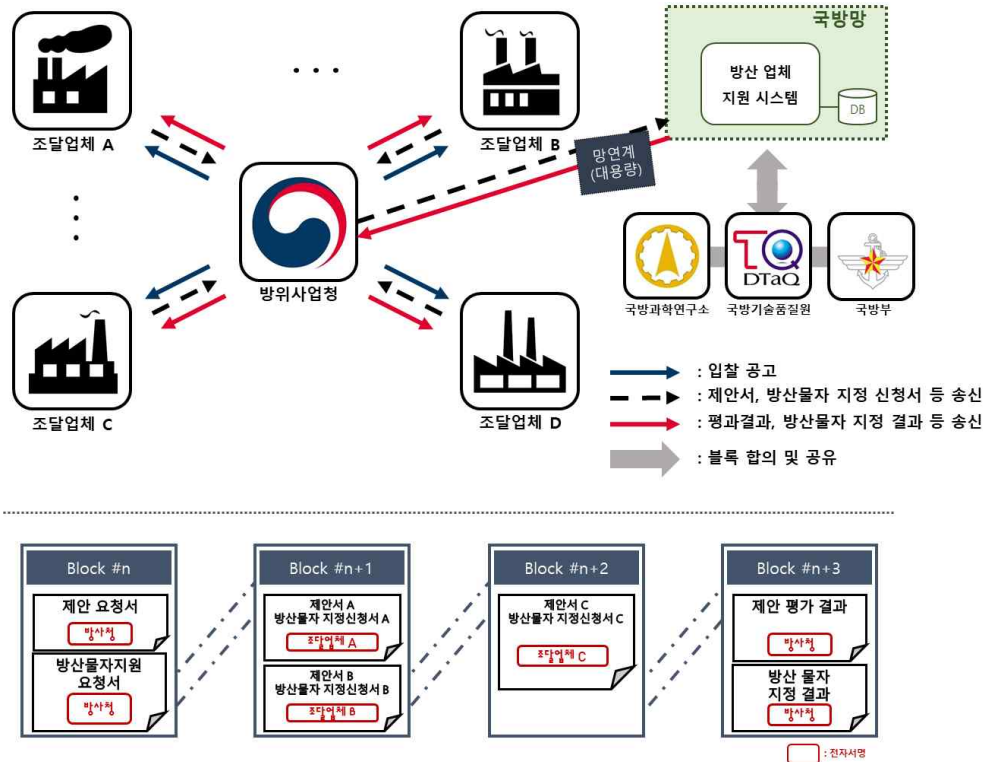 국방망
방산 업체
지원 시스템
DB
조달업체 A
. . .
조달업체 B
망연계
(대용량)
방위사업청
DTaQ
국방과학연구소
국방기술품질원
국방부
조달업체 C
조달업체 D
: 입찰 공고
: 제안서, 방산물자 지정 신청서 등 송신
: 평과결과, 방산물자 지정 결과 등 송신
: 블록 합의 및 공유
Block #n
제안 요청서
방사청
방산물자지원
요청서
방사청
Block #n+1
제안서 A
방산물자 지정신청서 A
조달업체 A
제안서 B
방산물자 지정신청서 B
조달업체 B
Block #n+2
제안서 C
방산물자 지정신청서 C
조달업체 C
Block #n+3
제안 평가 결과
방사청
방산 물자
지정 결과
방사청
: 전자서명